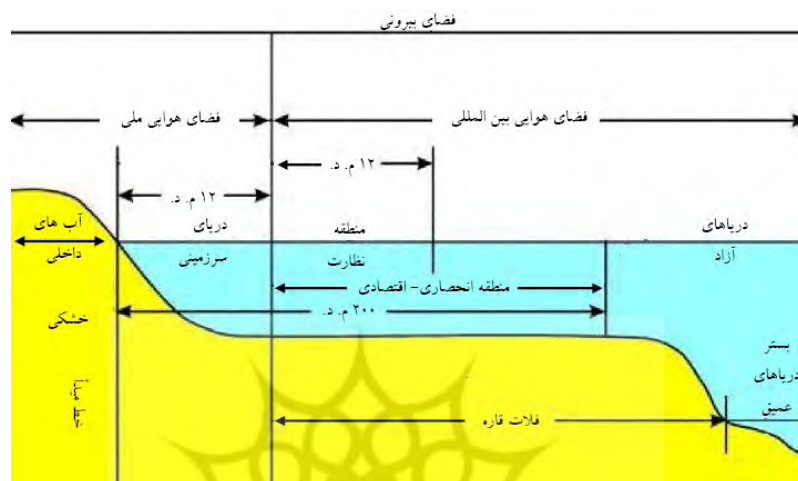 فضای بیرونی
فضای هوایی بین المللی
فضای هوایی ملی
۱۲ م. د.
۱۲ م. د.
دریاهای
آزاد
منطقه
نظارت
دریای
سرزمینی
آب های
داخلی
منطقه انحصاری- اقتصادی
۲۰۰ م. د.
خشکی
خط مبدأ
بستر
دریاهای
عمیق
فلات قاره